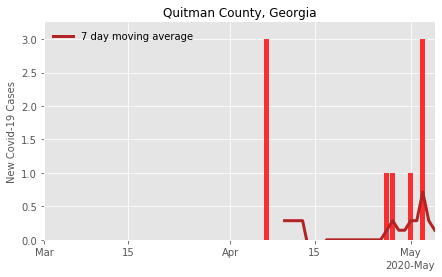 Quitman County, Georgia
7 day moving average
New Covid-19 Cases
3.0
2.5
2.0
1.5
1.0
0.5
0.0
Mar
15
Apr
15
May
2020-May